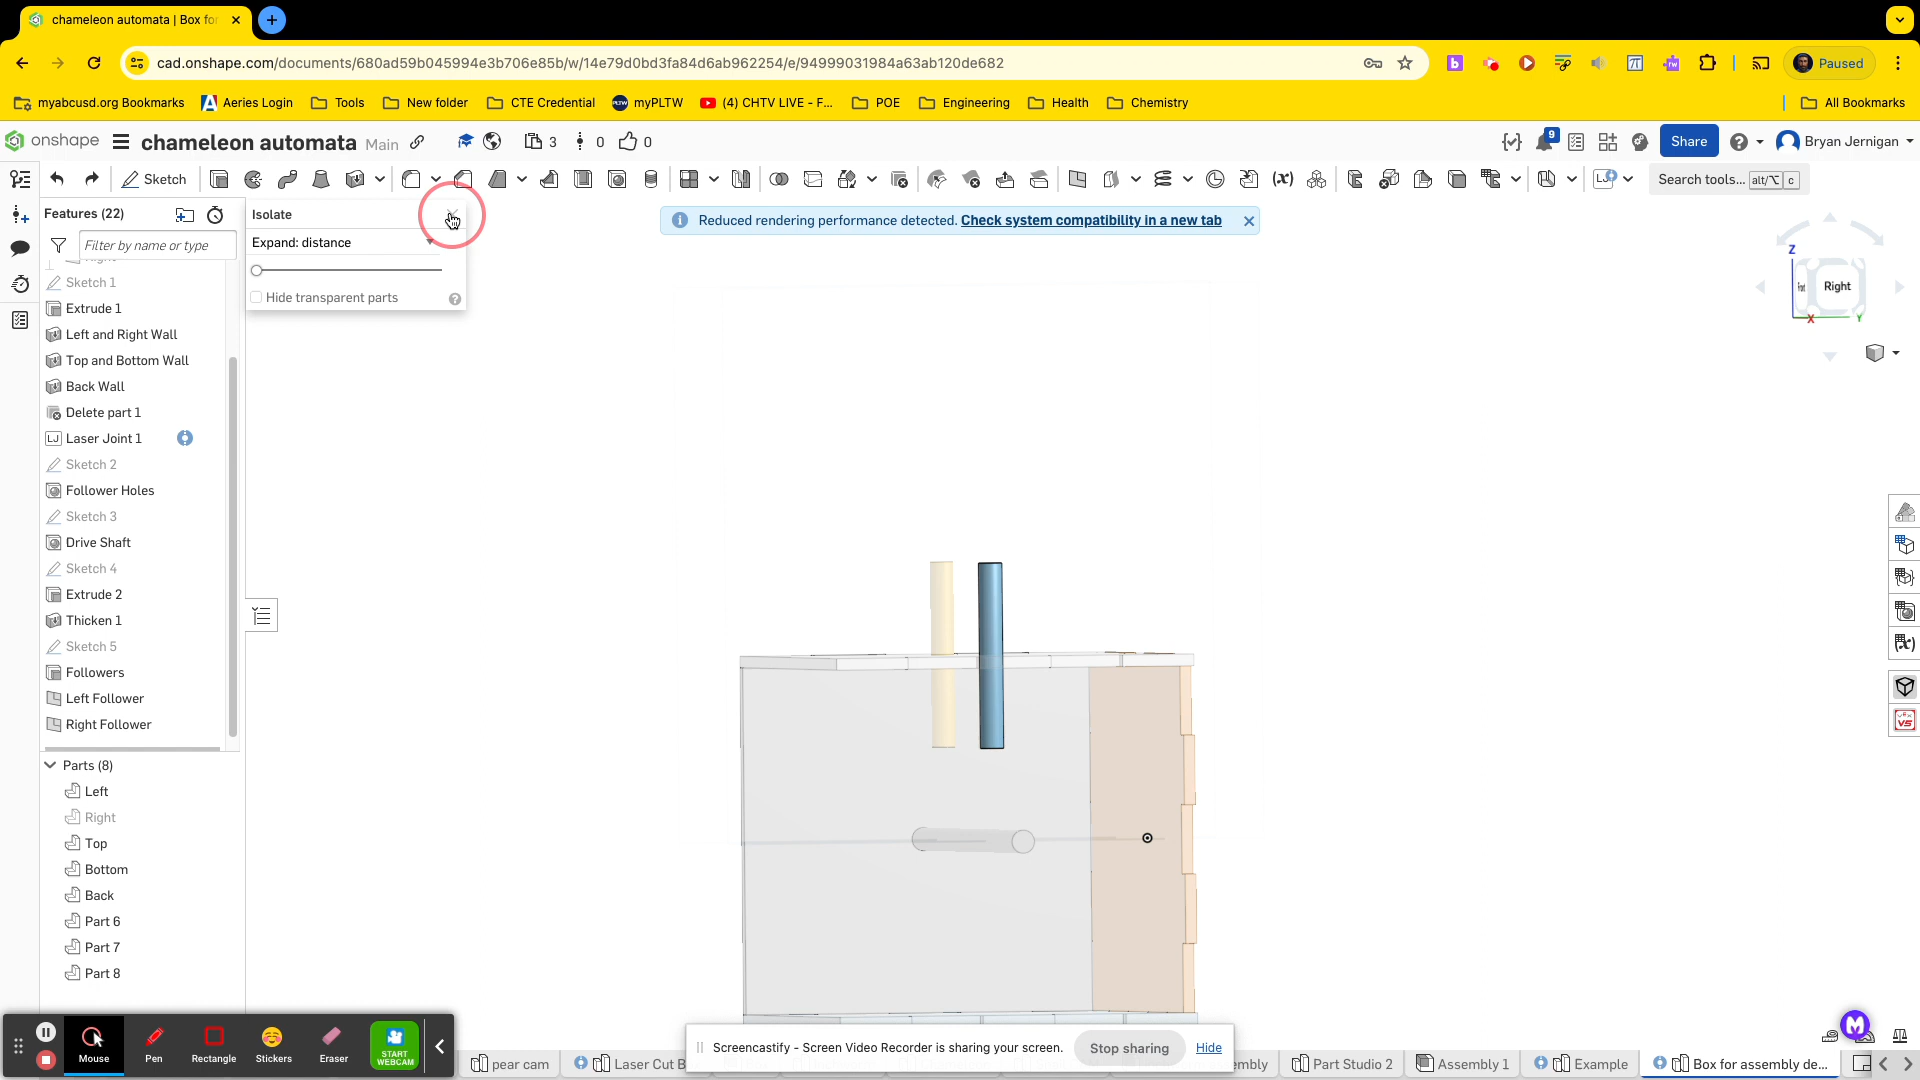 chameleon automata | Box for
cad.onshape.com/documents/680ad59b045994e3b706e85b/w/14e79d0bd3fa84d6ab962254/e/94999031984a63ab120de682
Paused
myabcusd.org Bookmarks
Aeries Login
Tools
New folder
CTE Credential
myPLTW
(4) CHTV LIVE - F...
POE
Engineering
Health
Chemistry
All Bookmarks
onshape
chameleon automata Main
3
0
0
9
Share
Bryan Jernigan
Sketch
Search tools... alt/⌥ c
Features (22)
Filter by name or type
Sketch 1
Extrude 1
Left and Right Wall
Top and Bottom Wall
Back Wall
Delete part 1
LJ Laser Joint 1
Sketch 2
Follower Holes
Sketch 3
Drive Shaft
Sketch 4
Extrude 2
Thicken 1
Sketch 5
Followers
Left Follower
Right Follower
Parts (8)
Left
Right
Top
Bottom
Back
Part 6
Part 7
Part 8
Isolate
Expand: distance
Hide transparent parts
Reduced rendering performance detected. Check system compatibility in a new tab
Z
Right
X
Y
Mouse
Pen
Rectangle
Stickers
Eraser
START
WEBCAM
pear cam
Laser Cut B
Screencastify - Screen Video Recorder is sharing your screen.
Stop sharing
Hide
embly
Part Studio 2
Assembly 1
Example
Box for assembly de...